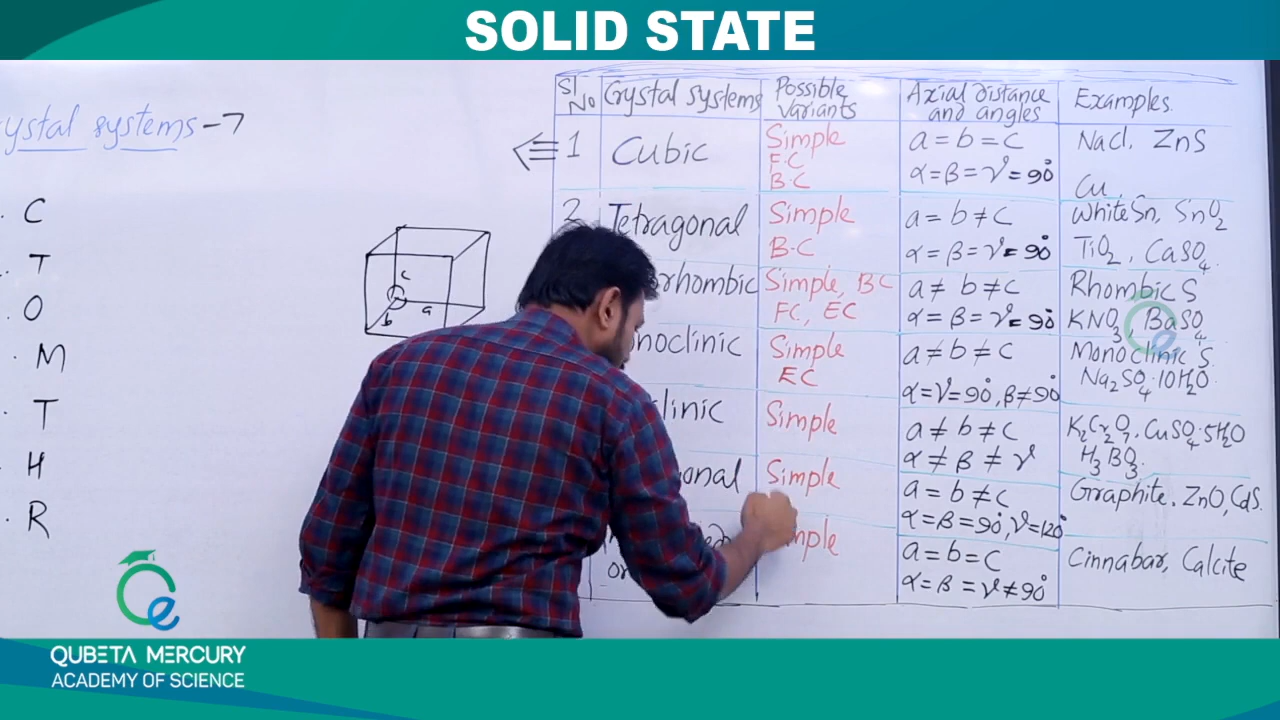 SOLID STATE
ystal systems-7
C
T
O
M
T
H
R
c
b a
Sl No Crystal systems Possible Variants Axial distance and angles Examples.
1 Cubic Simple F.C B.C a = b = c α = β = γ = 90° Nacl, ZnS Cu
2 Tetragonal Simple B.C a = b ≠ c α = β = γ = 90° White Sn, SnO2 TiO2, CaSO4
rhombic Simple, BC FC, EC a ≠ b ≠ c α = β = γ = 90° Rhombic S KNO3, BaSO4
noclinic Simple EC a ≠ b ≠ c α = γ = 90°, β ≠ 90° Monoclinic S Na2SO4.10H2O
linic Simple a ≠ b ≠ c α ≠ β ≠ γ K2Cr2O7, CuSO4.5H2O H3BO3
onal Simple a = b ≠ c α = β = 90°, γ = 120° Graphite, ZnO, CdS.
or mple a = b = c α = β = γ ≠ 90° Cinnabar, Calcite
QUBETA MERCURY
ACADEMY OF SCIENCE